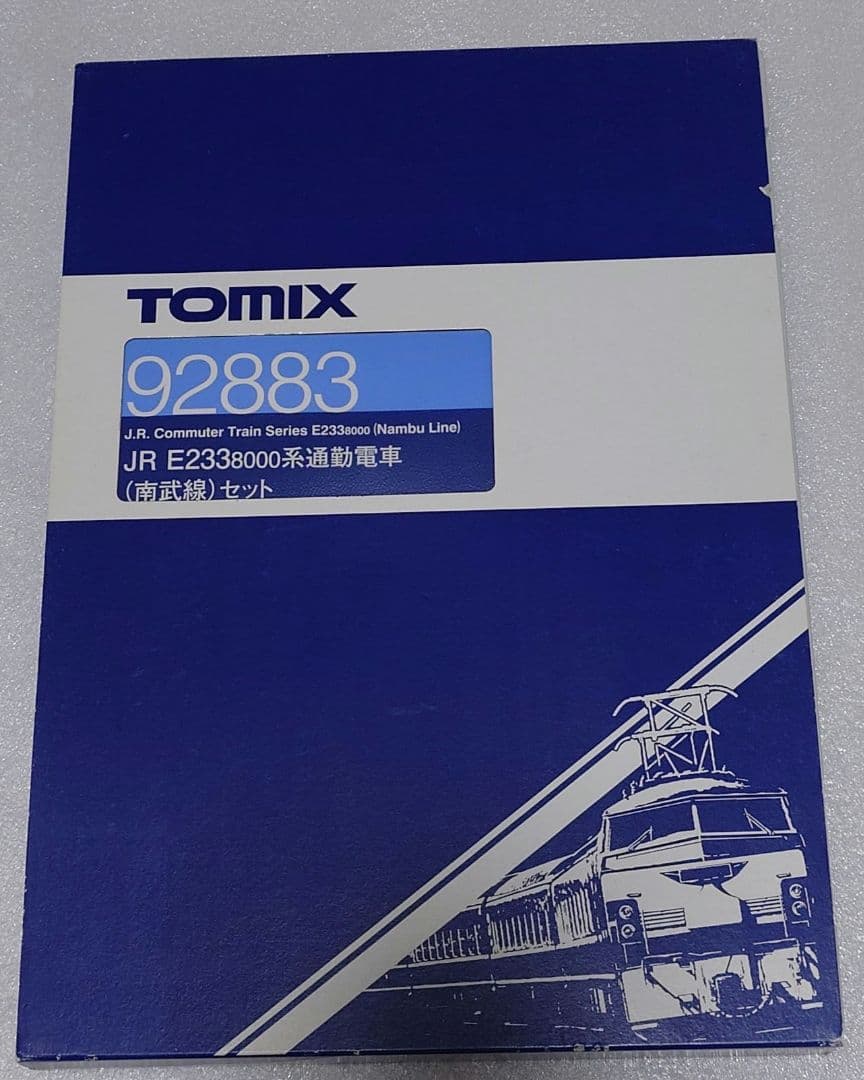 TOMIX
92883
J.R. Commuter Train Series E2338000 (Nambu Line)
JR E2338000系通勤電車
(南武線)セット